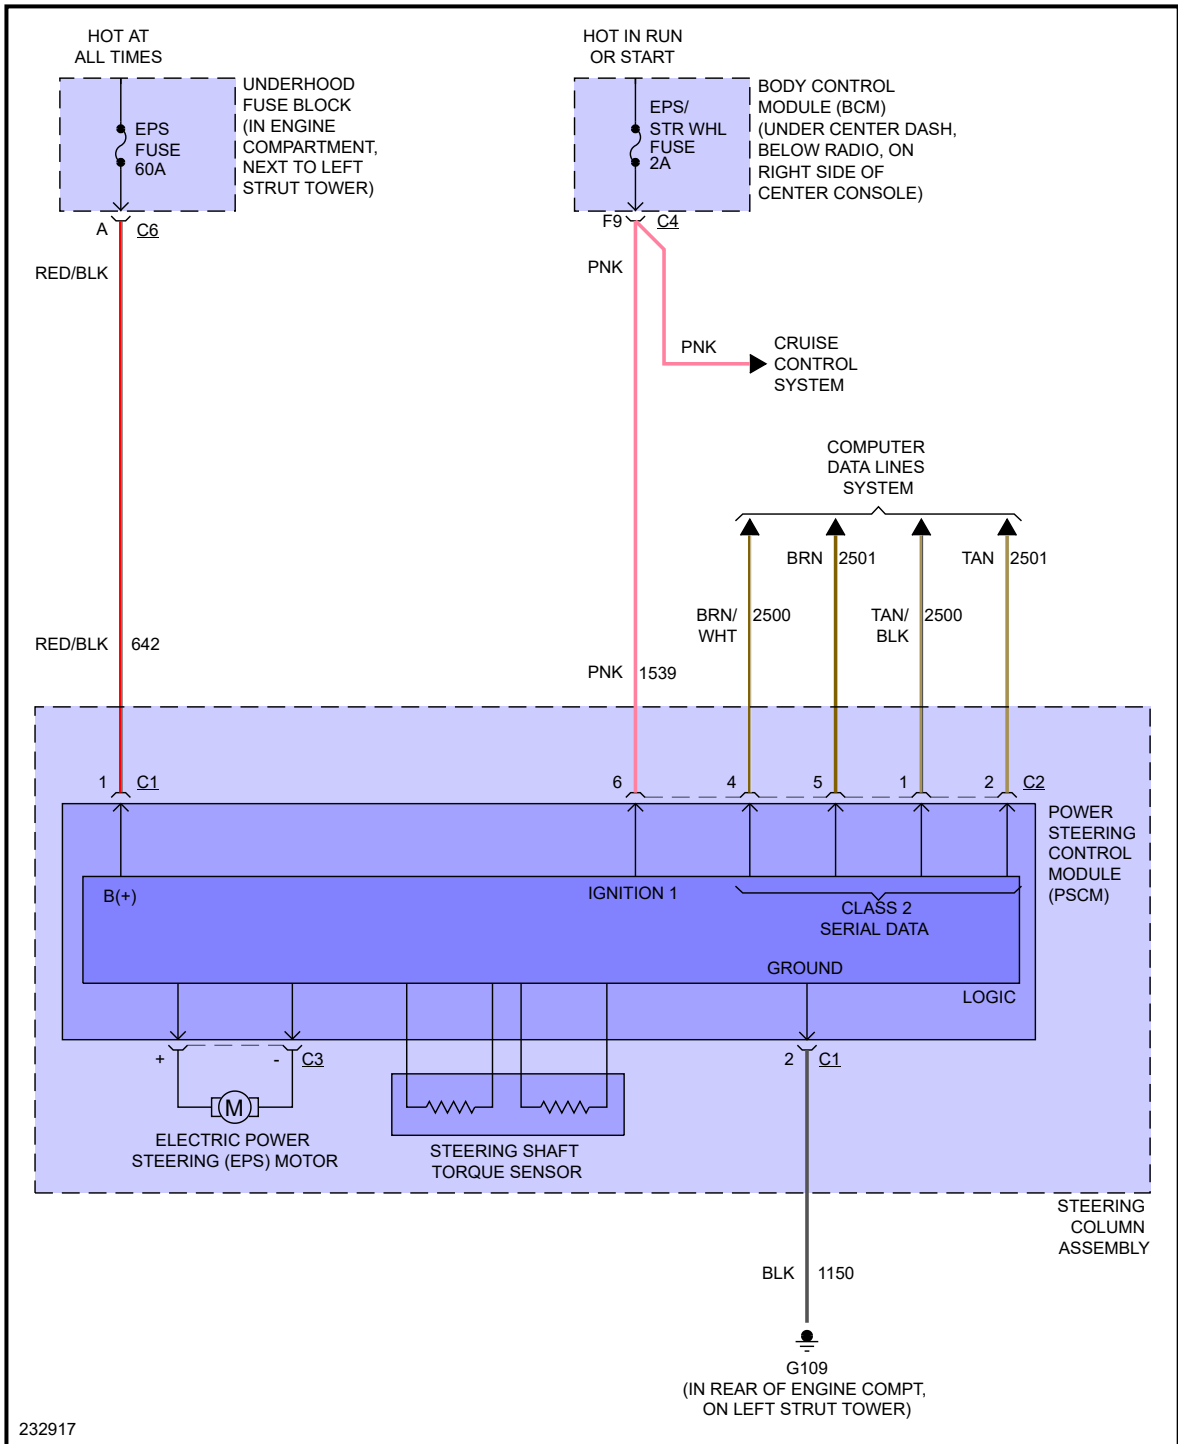 HOT AT
ALL TIMES
HOT IN RUN
OR START
EPS
FUSE
60A
UNDERHOOD
FUSE BLOCK
(IN ENGINE
COMPARTMENT,
NEXT TO LEFT
STRUT TOWER)
EPS/
STR WHL
FUSE
2A
BODY CONTROL
MODULE (BCM)
(UNDER CENTER DASH,
BELOW RADIO, ON
RIGHT SIDE OF
CENTER CONSOLE)
A C6
F9 C4
RED/BLK
PNK
PNK
CRUISE
CONTROL
SYSTEM
COMPUTER
DATA LINES
SYSTEM
BRN 2501
TAN 2501
BRN/
WHT
2500
TAN/
BLK
2500
RED/BLK 642
PNK 1539
1 C1
6 4 5 1 2 C2
POWER
STEERING
CONTROL
MODULE
(PSCM)
B(+)
IGNITION 1
CLASS 2
SERIAL DATA
GROUND
LOGIC
+ - C3
2 C1
M
ELECTRIC POWER
STEERING (EPS) MOTOR
STEERING SHAFT
TORQUE SENSOR
STEERING
COLUMN
ASSEMBLY
BLK 1150
G109
(IN REAR OF ENGINE COMPT,
ON LEFT STRUT TOWER)
232917